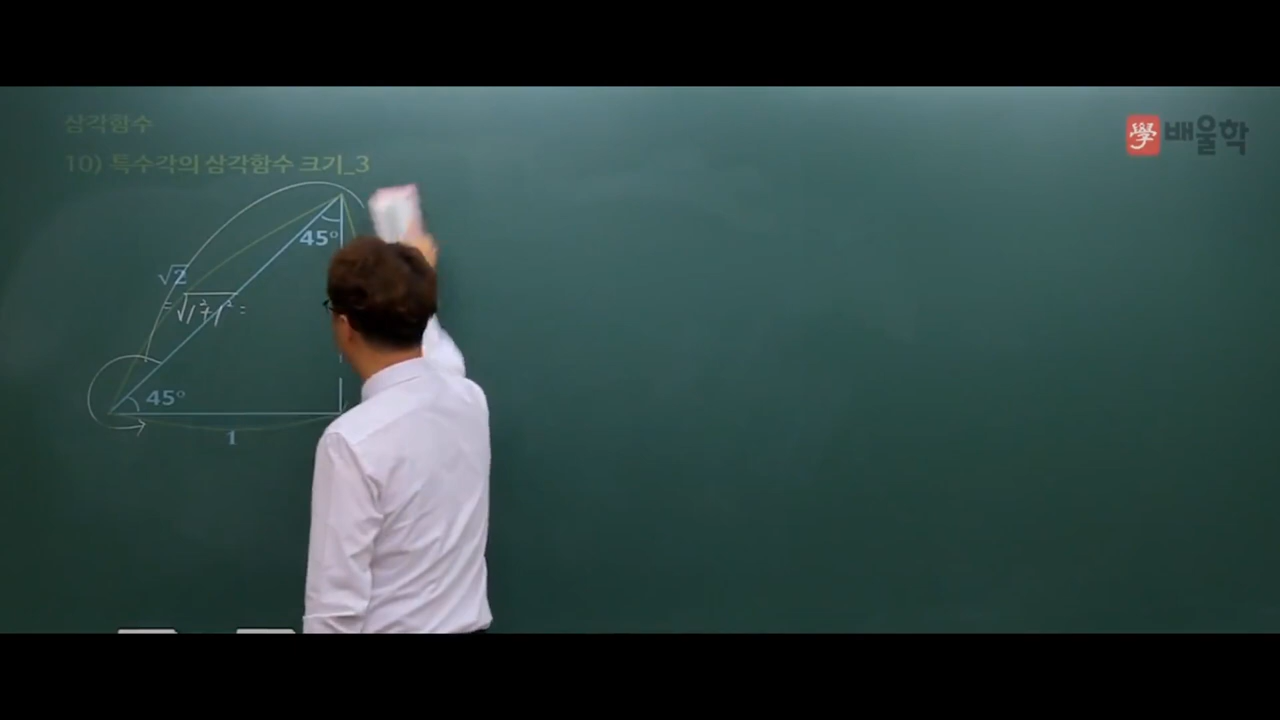 삼각함수
學 배울학
10) 특수각의 삼각함수 크기_3
45°
√2
=√1²+1² =
45°
1